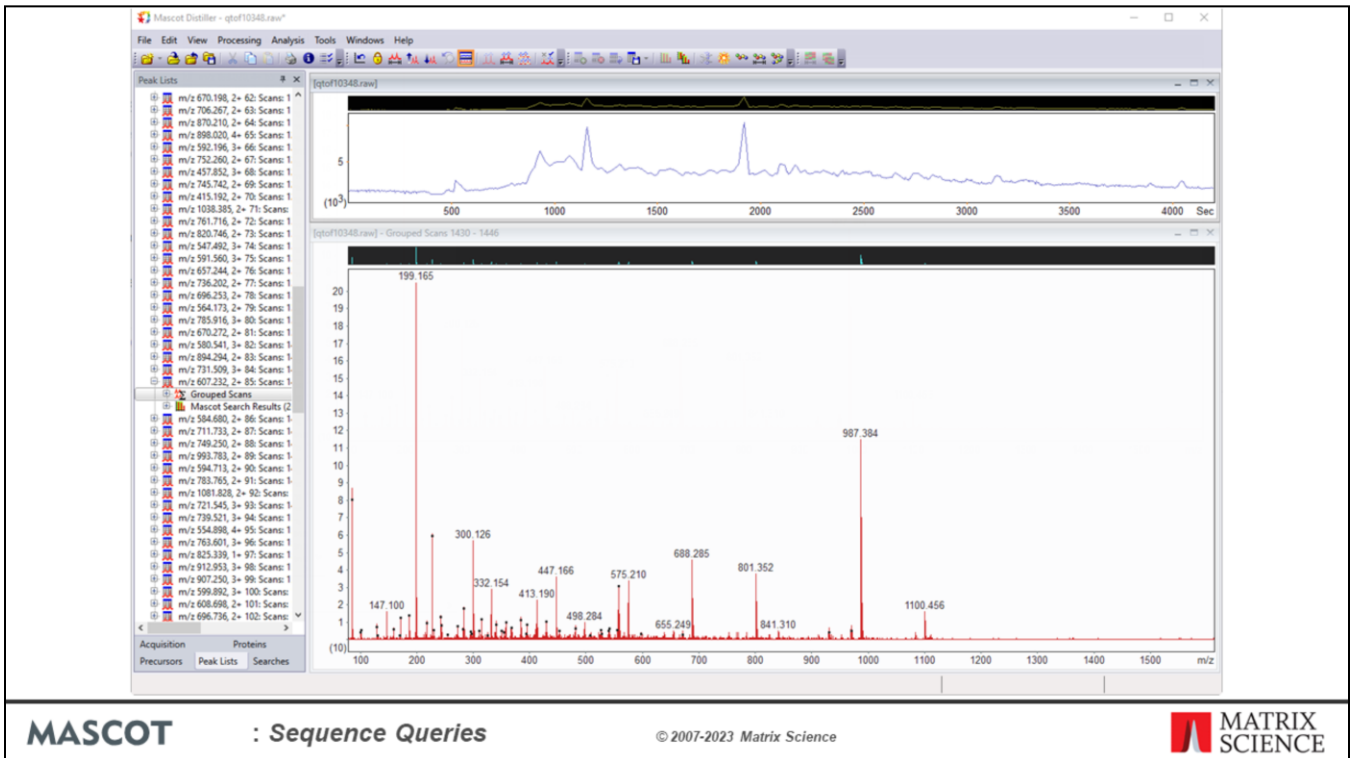 Mascot Distiller - qtof10348.raw*
File Edit View Processing Analysis Tools Windows Help
Peak Lists
m/z 670.198, 2+ 62: Scans: 1
m/z 706.267, 2+ 63: Scans: 1
m/z 870.210, 2+ 64: Scans: 1
m/z 898.020, 4+ 65: Scans: 1
m/z 592.196, 3+ 66: Scans: 1
m/z 752.260, 2+ 67: Scans: 1
m/z 457.852, 3+ 68: Scans: 1
m/z 745.742, 2+ 69: Scans: 1
m/z 415.192, 2+ 70: Scans: 1
m/z 1038.385, 2+ 71: Scans:
m/z 761.716, 2+ 72: Scans: 1
m/z 820.746, 2+ 73: Scans: 1
m/z 547.492, 3+ 74: Scans: 1
m/z 591.560, 3+ 75: Scans: 1
m/z 657.244, 2+ 76: Scans: 1
m/z 736.202, 2+ 77: Scans: 1
m/z 696.253, 2+ 78: Scans: 1
m/z 564.173, 2+ 79: Scans: 1
m/z 785.916, 3+ 80: Scans: 1
m/z 670.272, 2+ 81: Scans: 1
m/z 580.541, 3+ 82: Scans: 1
m/z 894.294, 2+ 83: Scans: 1
m/z 731.509, 3+ 84: Scans: 1
m/z 607.232, 2+ 85: Scans: 1
Grouped Scans
Mascot Search Results (2
m/z 584.680, 2+ 86: Scans: 1
m/z 711.733, 2+ 87: Scans: 1
m/z 749.250, 2+ 88: Scans: 1
m/z 993.783, 2+ 89: Scans: 1
m/z 594.713, 2+ 90: Scans: 1
m/z 783.765, 2+ 91: Scans: 1
m/z 1081.828, 2+ 92: Scans:
m/z 721.545, 3+ 93: Scans: 1
m/z 739.521, 3+ 94: Scans: 1
m/z 554.898, 4+ 95: Scans: 1
m/z 763.601, 3+ 96: Scans: 1
m/z 825.339, 1+ 97: Scans: 1
m/z 912.953, 3+ 98: Scans: 1
m/z 907.250, 3+ 99: Scans: 1
m/z 599.892, 3+ 100: Scans:
m/z 608.698, 2+ 101: Scans:
m/z 696.736, 2+ 102: Scans:
Acquisition Proteins
Precursors Peak Lists Searches
[qtof10348.raw]
5
(10³)
500 1000 1500 2000 2500 3000 3500 4000 Sec
[qtof10348.raw] - Grouped Scans 1430 - 1446
199.165
20
19
18
17
16
15
14
13
12
987.384
11
10
9
8
7
6
300.126
5
688.285
4
447.166
575.210
801.352
3
332.154
413.190
2
147.100
1100.456
498.284
1
655.249
841.310
(10)
100 200 300 400 500 600 700 800 900 1000 1100 1200 1300 1400 1500 m/z
MASCOT : Sequence Queries © 2007-2023 Matrix Science
MATRIX
SCIENCE